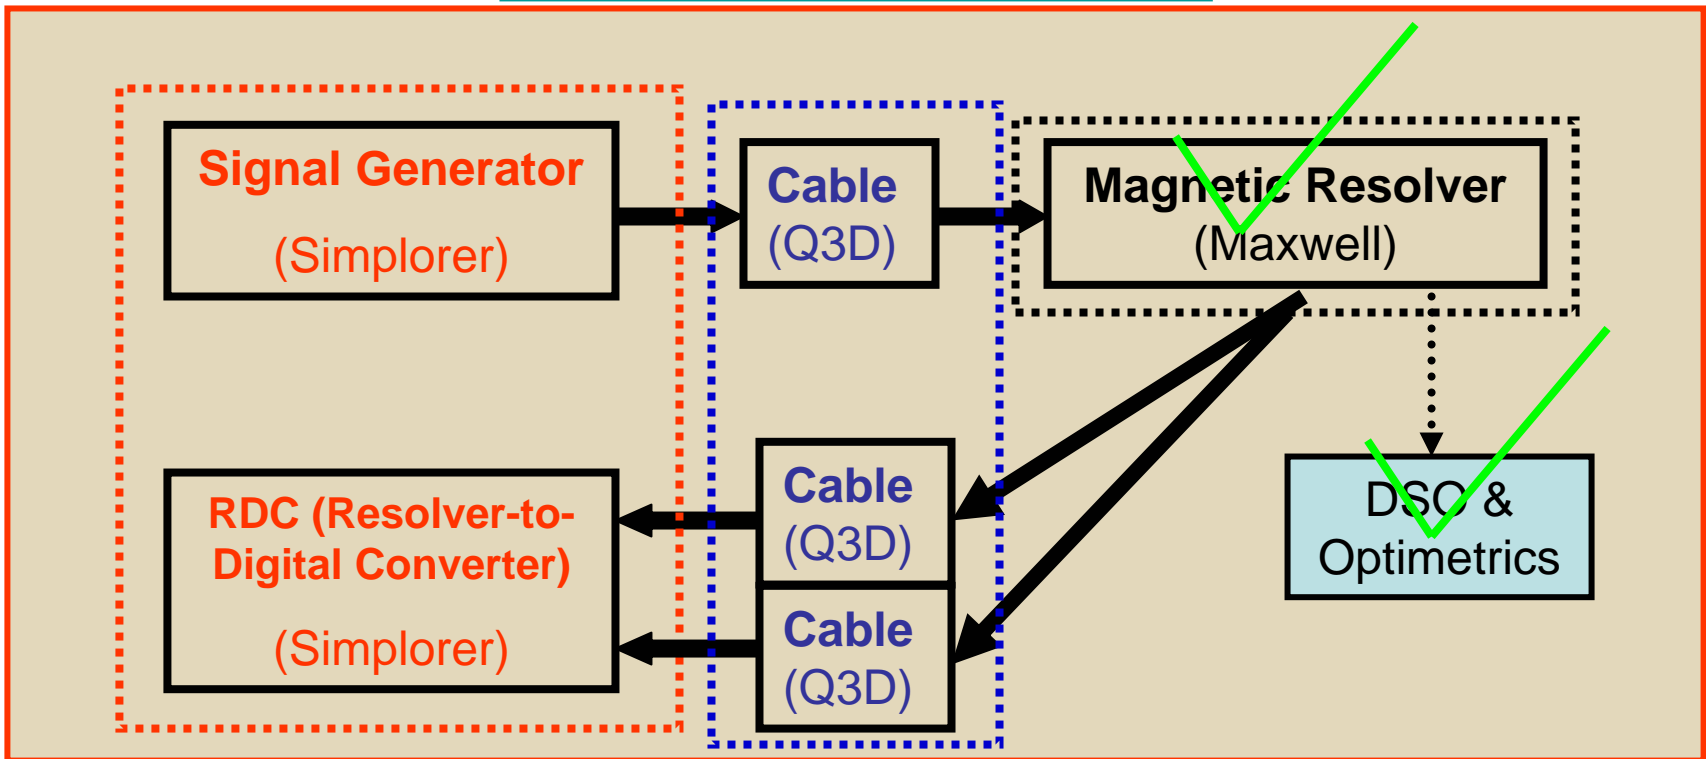 Signal Generator
(Simplorer)
Cable
(Q3D)
Magnetic Resolver
(Maxwell)
RDC (Resolver-to-
Digital Converter)
(Simplorer)
Cable
(Q3D)
Cable
(Q3D)
DSO &
Optimetrics